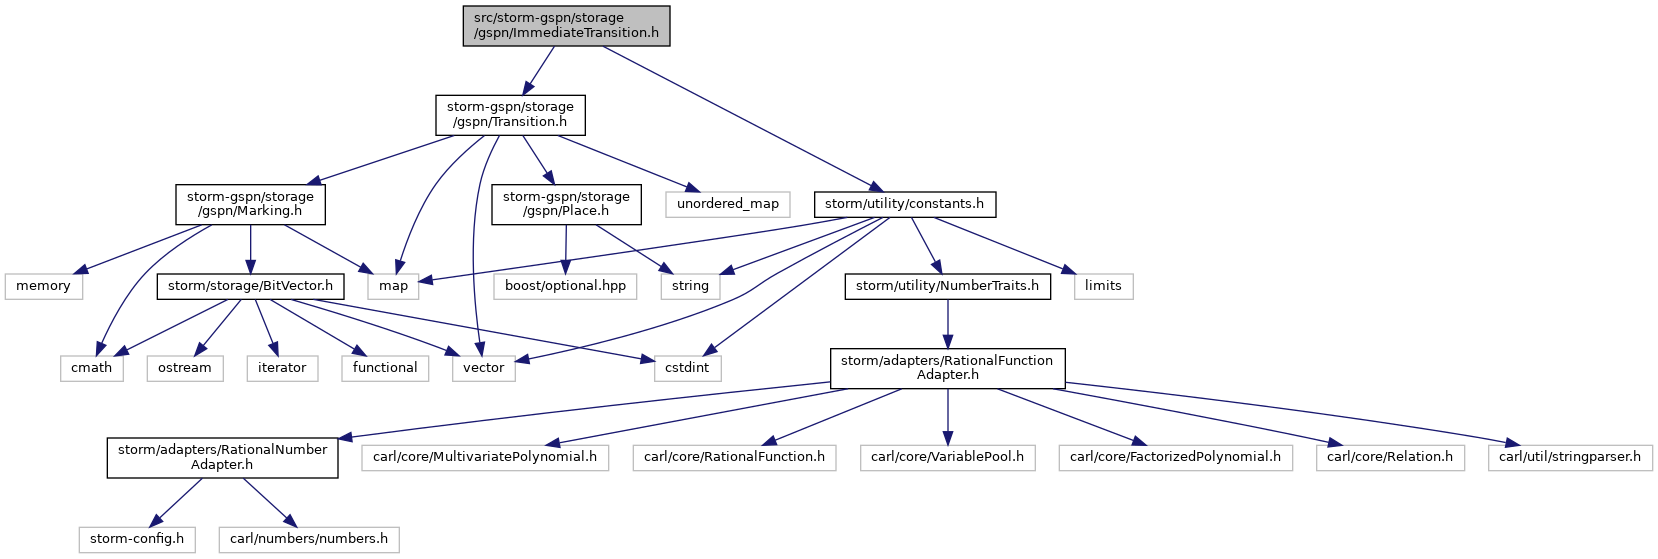 src/storm-gspn/storage
/gspn/ImmediateTransition.h
storm-gspn/storage
/gspn/Transition.h
storm-gspn/storage
/gspn/Marking.h
storm-gspn/storage
/gspn/Place.h
unordered_map
storm/utility/constants.h
memory
storm/storage/BitVector.h
map
boost/optional.hpp
string
storm/utility/NumberTraits.h
limits
cmath
ostream
iterator
functional
vector
cstdint
storm/adapters/RationalFunction
Adapter.h
storm/adapters/RationalNumber
Adapter.h
carl/core/MultivariatePolynomial.h
carl/core/RationalFunction.h
carl/core/VariablePool.h
carl/core/FactorizedPolynomial.h
carl/core/Relation.h
carl/util/stringparser.h
storm-config.h
carl/numbers/numbers.h